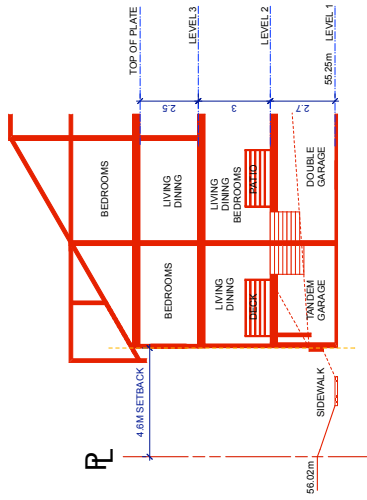 TOP OF PLATE
LEVEL 3
LEVEL 2
LEVEL 1
55.25m
2.5
3
2.7
BEDROOMS
LIVING
DINING
LIVING
DINING
BEDROOMS
PATIO
DOUBLE
GARAGE
BEDROOMS
LIVING
DINING
DECK
TANDEM
GARAGE
4.6M SETBACK
SIDEWALK
PL
56.02m